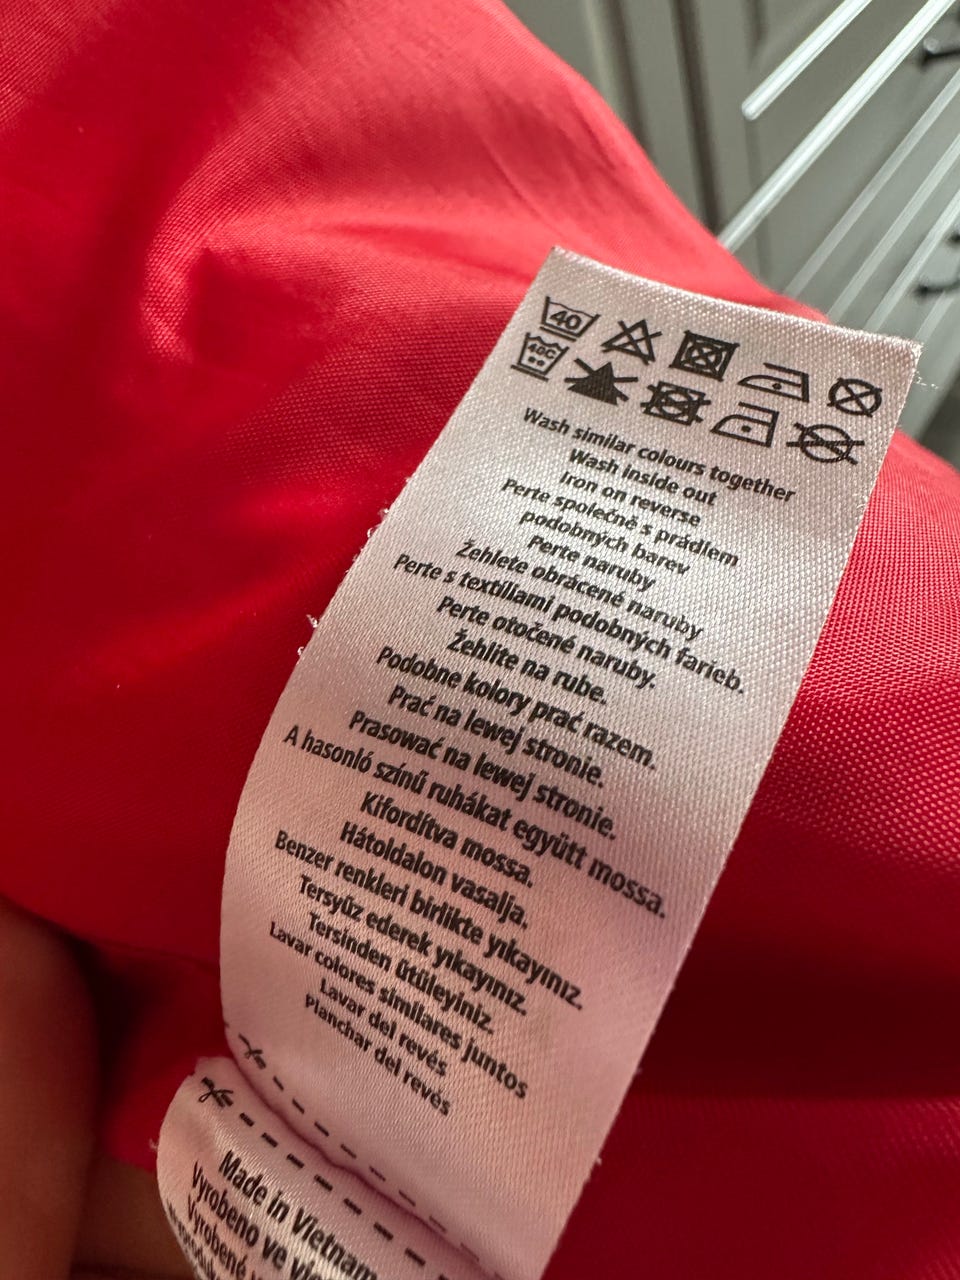 40
40C
Wash similar colours together
Wash inside out
Iron on reverse
Perte společně s prádlem
podobných barev
Perte naruby
Žehlete obrácené naruby
Perte s textíliami podobných farieb.
Perte otočené naruby.
Žehlite na rube.
Podobne kolory prać razem.
Prać na lewej stronie.
Prasować na lewej stronie.
A hasonló színű ruhákat együtt mossa.
Kifordítva mossa.
Hátoldalon vasalja.
Benzer renkleri birlikte yıkayınız.
Tersyüz ederek yıkayınız.
Tersinden ütüleyiniz.
Lavar colores similares juntos
Lavar del revés
Planchar del revés
Made in Vietnam
Vyrobeno ve
Vyrobené